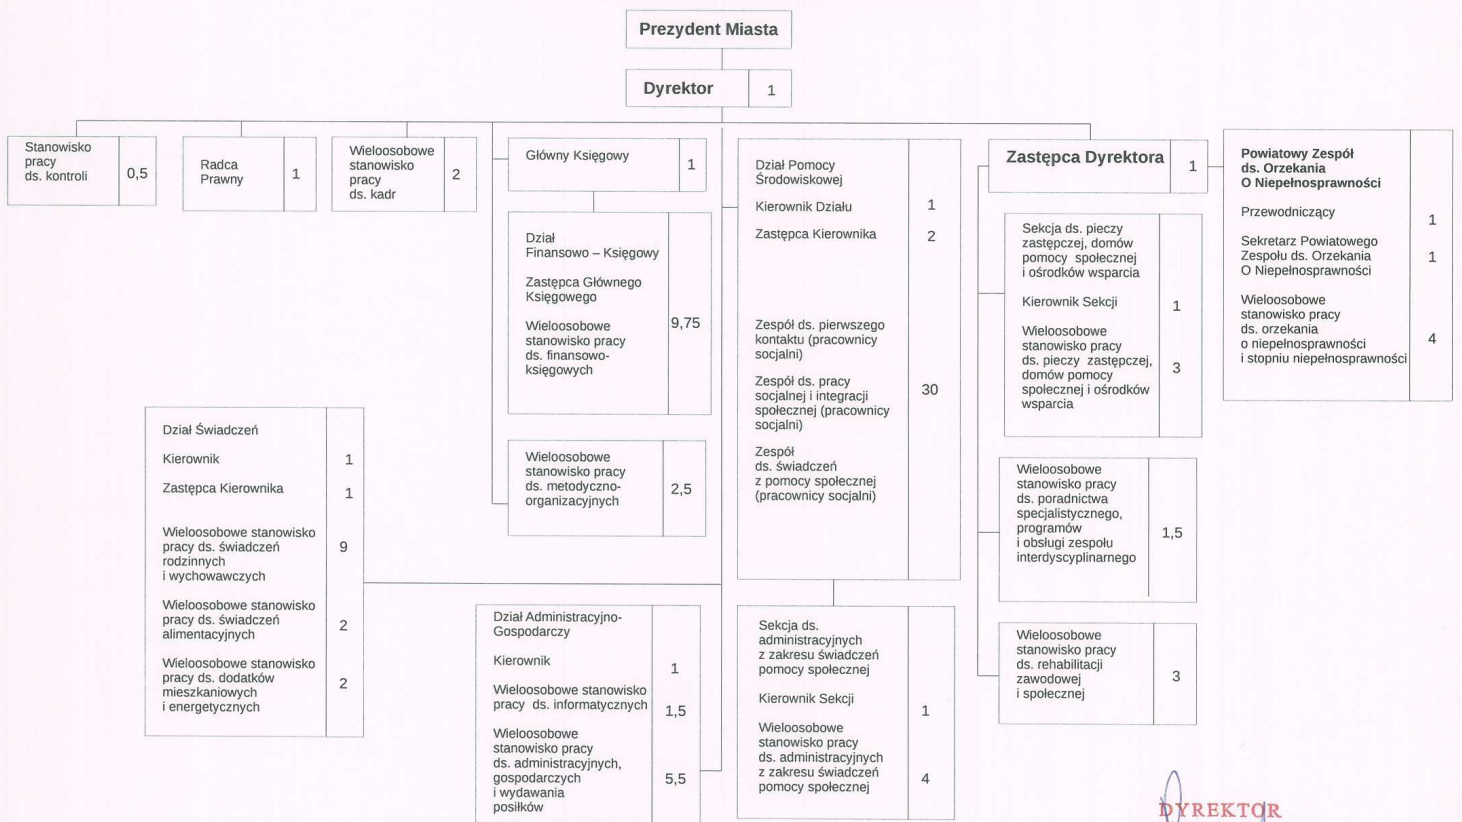 Prezydent Miasta
Dyrektor 1
Stanowisko
pracy
ds. kontroli
0,5
Radca
Prawny
1
Wieloosobowe
stanowisko
pracy
ds. kadr
2
Główny Księgowy
1
Dział
Finansowo – Księgowy
Zastępca Głównego
Księgowego
Wieloosobowe
stanowisko pracy
ds. finansowo-
księgowych
9,75
Wieloosobowe
stanowisko pracy
ds. metodyczno-
organizacyjnych
2,5
Dział Pomocy
Środowiskowej
Kierownik Działu 1
Zastępca Kierownika 2
Zespół ds. pierwszego
kontaktu (pracownicy
socjalni)
Zespół ds. pracy
socjalnej i integracji
społecznej (pracownicy
socjalni)
Zespół
ds. świadczeń
z pomocy społecznej
(pracownicy socjalni)
30
Zastępca Dyrektora 1
Sekcja ds. pieczy
zastępczej, domów
pomocy społecznej
i ośrodków wsparcia
Kierownik Sekcji 1
Wieloosobowe
stanowisko pracy
ds. pieczy zastępczej,
domów pomocy
społecznej i ośrodków
wsparcia
3
Wieloosobowe
stanowisko pracy
ds. poradnictwa
specjalistycznego,
programów
i obsługi zespołu
interdyscyplinarnego
1,5
Wieloosobowe
stanowisko pracy
ds. rehabilitacji
zawodowej
i społecznej
3
Powiatowy Zespół
ds. Orzekania
O Niepełnosprawności
Przewodniczący 1
Sekretarz Powiatowego
Zespołu ds. Orzekania
O Niepełnosprawności
1
Wieloosobowe
stanowisko pracy
ds. orzekania
o niepełnosprawności
i stopniu niepełnosprawności
4
Dział Świadczeń
Kierownik 1
Zastępca Kierownika 1
Wieloosobowe stanowisko
pracy ds. świadczeń
rodzinnych
i wychowawczych
9
Wieloosobowe stanowisko
pracy ds. świadczeń
alimentacyjnych
2
Wieloosobowe stanowisko
pracy ds. dodatków
mieszkaniowych
i energetycznych
2
Dział Administracyjno-
Gospodarczy
Kierownik 1
Wieloosobowe stanowisko
pracy ds. informatycznych
1,5
Wieloosobowe
stanowisko pracy
ds. administracyjnych,
gospodarczych
i wydawania
posiłków
5,5
Sekcja ds.
administracyjnych
z zakresu świadczeń
pomocy społecznej
Kierownik Sekcji 1
Wieloosobowe
stanowisko pracy
ds. administracyjnych
z zakresu świadczeń
pomocy społecznej
4
DYREKTOR